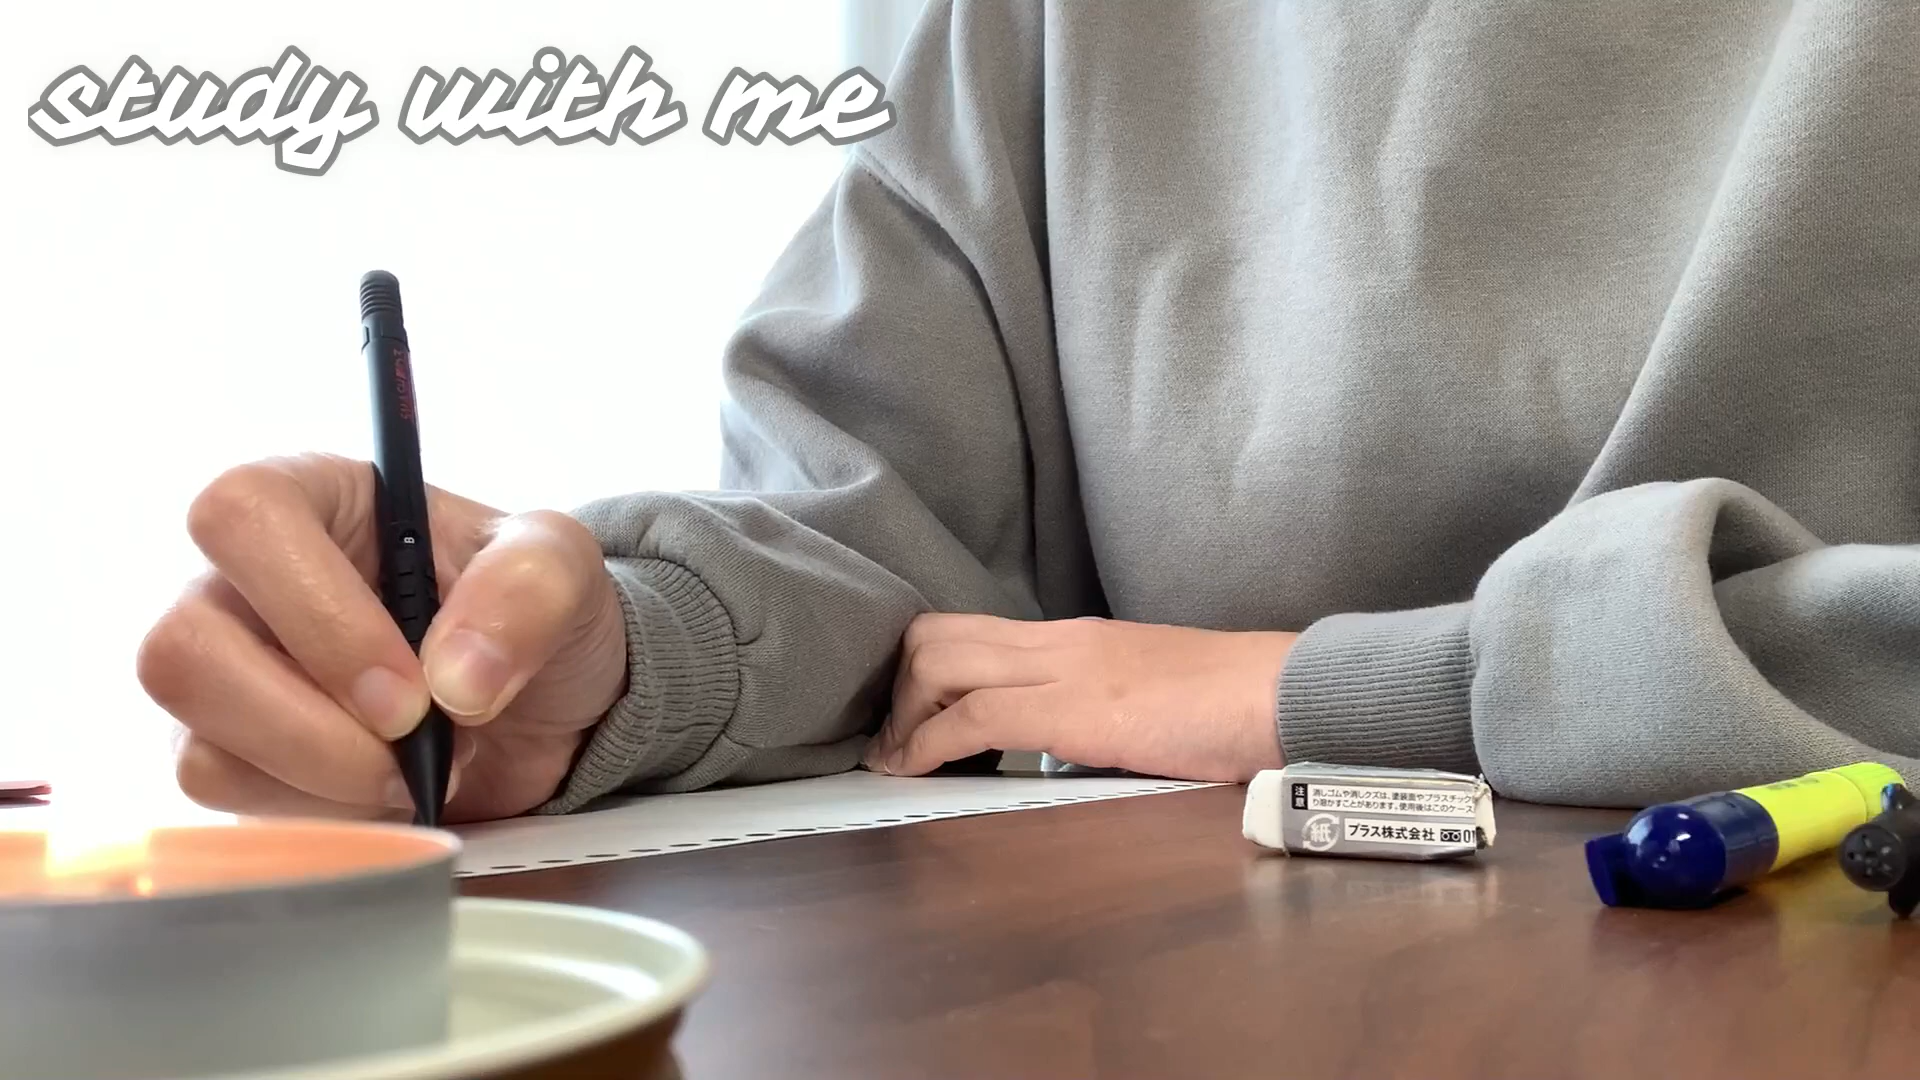 study with me
SMASH
B
注意
消しゴムや消しクズは、塗装面やプラスチック
り溶かすことがあります。使用後はこのケース
紙
プラス株式会社
01